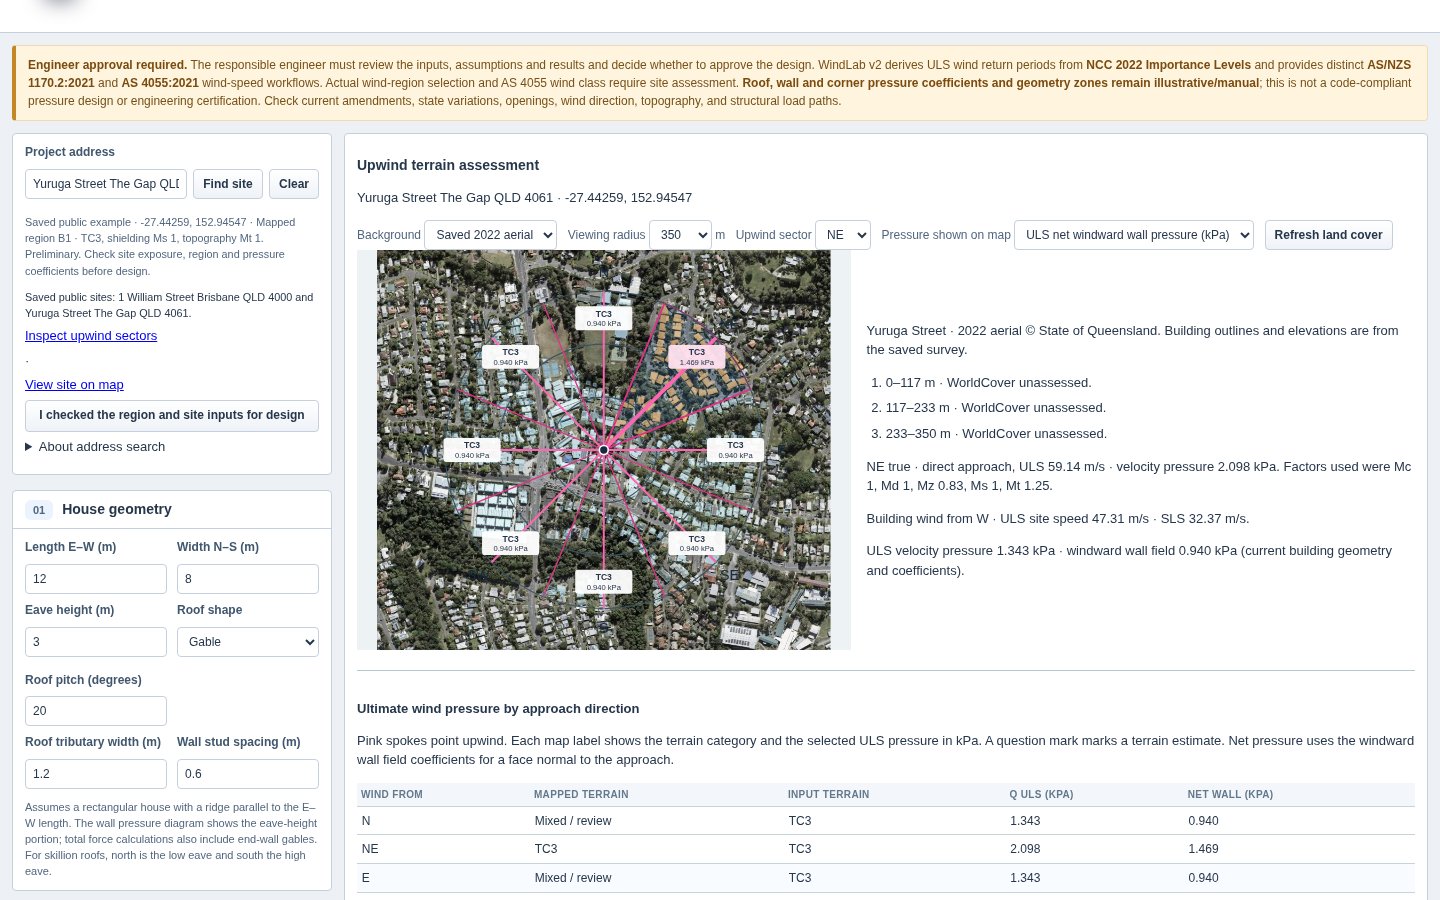 Engineer approval required. The responsible engineer must review the inputs, assumptions and results and decide whether to approve the design. WindLab v2 derives ULS wind return periods from NCC 2022 Importance Levels and provides distinct AS/NZS
1170.2:2021 and AS 4055:2021 wind-speed workflows. Actual wind-region selection and AS 4055 wind class require site assessment. Roof, wall and corner pressure coefficients and geometry zones remain illustrative/manual; this is not a code-compliant
pressure design or engineering certification. Check current amendments, state variations, openings, wind direction, topography, and structural load paths.
Project address
Yuruga Street The Gap QLD
Find site
Clear
Saved public example · -27.44259, 152.94547 · Mapped
region B1 · TC3, shielding Ms 1, topography Mt 1.
Preliminary. Check site exposure, region and pressure
coefficients before design.
Saved public sites: 1 William Street Brisbane QLD 4000 and
Yuruga Street The Gap QLD 4061.
Inspect upwind sectors
·
View site on map
I checked the region and site inputs for design
About address search
01 House geometry
Length E–W (m) Width N–S (m)
12 8
Eave height (m) Roof shape
3 Gable
Roof pitch (degrees)
20
Roof tributary width (m) Wall stud spacing (m)
1.2 0.6
Assumes a rectangular house with a ridge parallel to the E–
W length. The wall pressure diagram shows the eave-height
portion; total force calculations also include end-wall gables.
For skillion roofs, north is the low eave and south the high
eave.
Upwind terrain assessment
Yuruga Street The Gap QLD 4061 · -27.44259, 152.94547
Background Saved 2022 aerial Viewing radius 350 m Upwind sector NE Pressure shown on map ULS net windward wall pressure (kPa) Refresh land cover
TC3
0.940 kPa
TC3
0.940 kPa
TC3
1.469 kPa
TC3
0.940 kPa
TC3
0.940 kPa
TC3
0.940 kPa
TC3
0.940 kPa
TC3
0.940 kPa
SE
Yuruga Street · 2022 aerial © State of Queensland. Building outlines and elevations are from
the saved survey.
1. 0–117 m · WorldCover unassessed.
2. 117–233 m · WorldCover unassessed.
3. 233–350 m · WorldCover unassessed.
NE true · direct approach, ULS 59.14 m/s · velocity pressure 2.098 kPa. Factors used were Mc
1, Md 1, Mz 0.83, Ms 1, Mt 1.25.
Building wind from W · ULS site speed 47.31 m/s · SLS 32.37 m/s.
ULS velocity pressure 1.343 kPa · windward wall field 0.940 kPa (current building geometry
and coefficients).
Ultimate wind pressure by approach direction
Pink spokes point upwind. Each map label shows the terrain category and the selected ULS pressure in kPa. A question mark marks a terrain estimate. Net pressure uses the windward
wall field coefficients for a face normal to the approach.
WIND FROM MAPPED TERRAIN INPUT TERRAIN Q ULS (KPA) NET WALL (KPA)
N Mixed / review TC3 1.343 0.940
NE TC3 TC3 2.098 1.469
E Mixed / review TC3 1.343 0.940